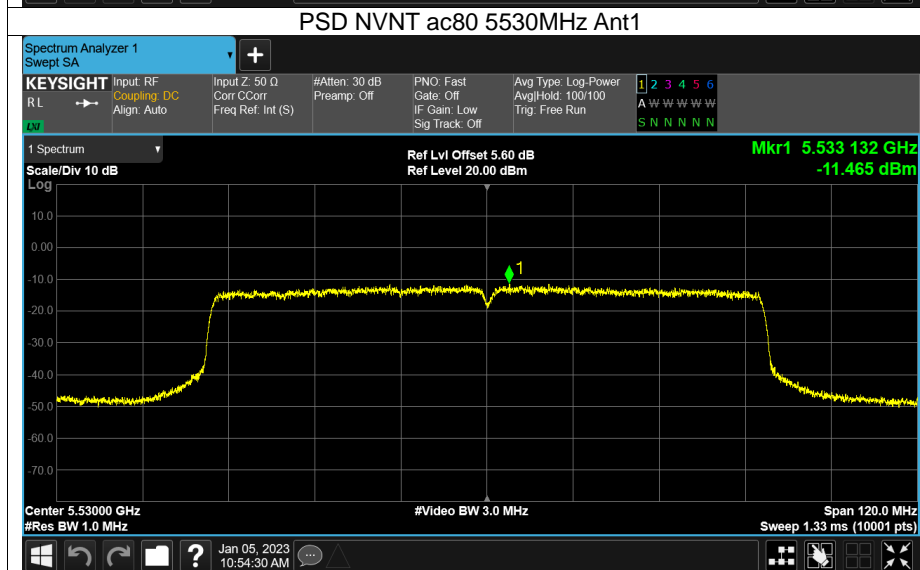 PSD NVNT ac80 5530MHz Ant1
Spectrum Analyzer 1
Swept SA
+
KEYSIGHT Input: RF Input Z: 50 Ω #Atten: 30 dB PNO: Fast Avg Type: Log-Power 1 2 3 4 5 6
R L Coupling: DC Corr CCorr Preamp: Off Gate: Off Avg|Hold: 100/100 A W W W W W
Align: Auto Freq Ref: Int (S) IF Gain: Low Trig: Free Run
LXI Sig Track: Off S N N N N N
1 Spectrum Ref Lvl Offset 5.60 dB Mkr1 5.533 132 GHz
Scale/Div 10 dB Ref Level 20.00 dBm -11.465 dBm
Log
10.0
0.00
1
-10.0
-20.0
-30.0
-40.0
-50.0
-60.0
-70.0
Center 5.53000 GHz #Video BW 3.0 MHz Span 120.0 MHz
#Res BW 1.0 MHz Sweep 1.33 ms (10001 pts)
? Jan 05, 2023
10:54:30 AM